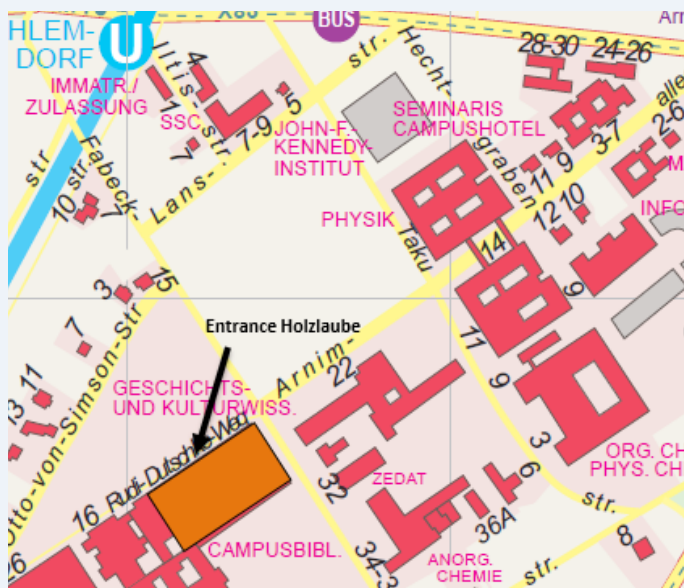 BUS
HLEM-
DORF
U
IMMATR./
ZULASSUNG
SSC
Iltis-
str.
4
1
7
7-9
5
str.
Lans-
JOHN-F.-
KENNEDY-
INSTITUT
Hecht-
graben
SEMINARIS
CAMPUSHOTEL
28-30
24-26
allee
3-7
2-6
11
9
12
10
str
Fabeck-
str.
10
7
PHYSIK
Taku
14
INFO
9
3
15
7
11
13
Otto-von-Simson-Str
Entrance Holzlaube
Arnim-
22
11
9
3
6
GESCHICHTS-
UND KULTURWISS.
Rudi-Dutschke-Weg
16
32
ZEDAT
36A
34-3
ORG. CH
PHYS. CH
str.
8
CAMPUSBIBL.
ANORG.
CHEMIE
str.